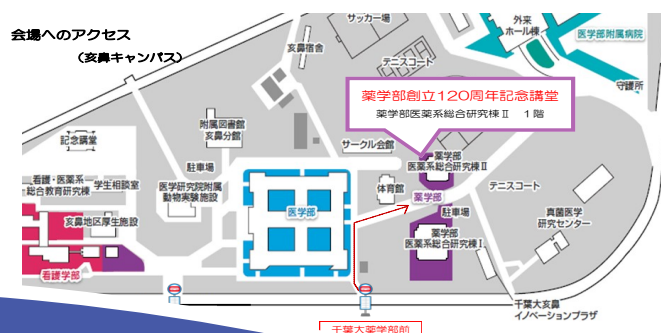 会場へのアクセス
（亥鼻キャンパス）
サッカー場
外来
ホール棟
医学部附属病院
亥鼻宿舎
テニスコート
守護所
薬学部創立120周年記念講堂
薬学部医薬系総合研究棟Ⅱ　1階
附属図書館
亥鼻分館
記念講堂
サークル会館
薬学部
医薬系総合研究棟Ⅱ
駐車場
看護・医薬系
総合教育研究棟
学生相談室
医学研究院附属
動物実験施設
体育館
薬学部
テニスコート
医学部
駐車場
真菌医学
研究センター
亥鼻地区厚生施設
薬学部
医薬系総合研究棟Ⅰ
看護学部
千葉大亥鼻
イノベーションプラザ
千葉大薬学部前